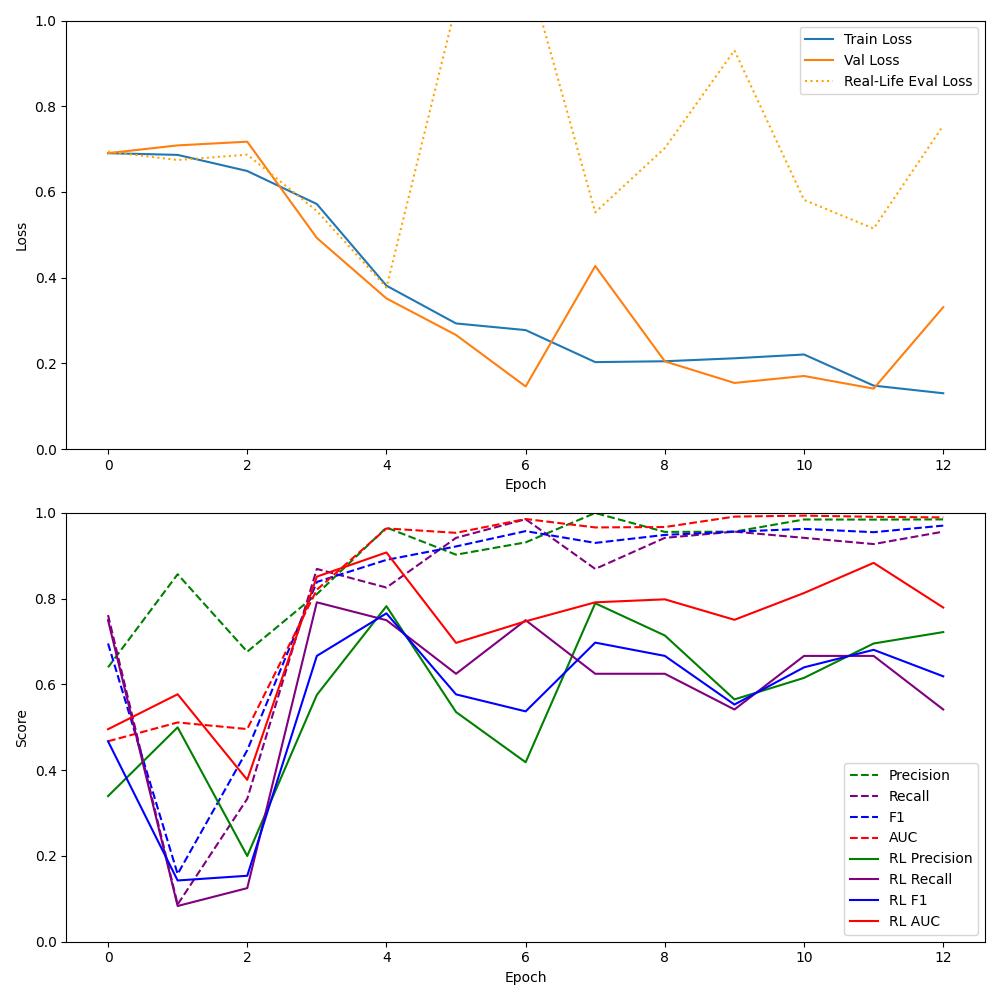 1.0
0.8
0.6
0.4
0.2
0.0
Loss
Train Loss
Val Loss
Real-Life Eval Loss
0 2 4 6 8 10 12
Epoch
1.0
0.8
0.6
0.4
0.2
0.0
Score
Precision
Recall
F1
AUC
RL Precision
RL Recall
RL F1
RL AUC
0 2 4 6 8 10 12
Epoch